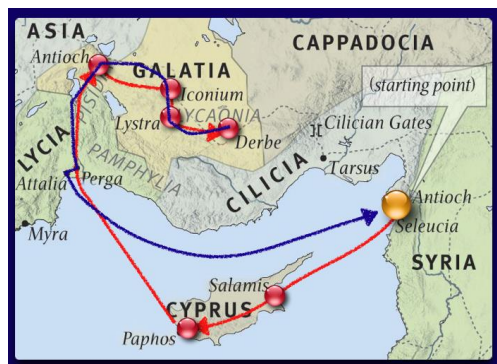 ASIA
Antioch
GALATIA
CAPPADOCIA
(starting point)
PISIDIA
Iconium
LYCAONIA
Lystra
Derbe
Cilician Gates
LYCIA
PAMPHYLIA
CILICIA
Tarsus
Attalia
Perga
Antioch
Seleucia
Myra
SYRIA
Salamis
CYPRUS
Paphos